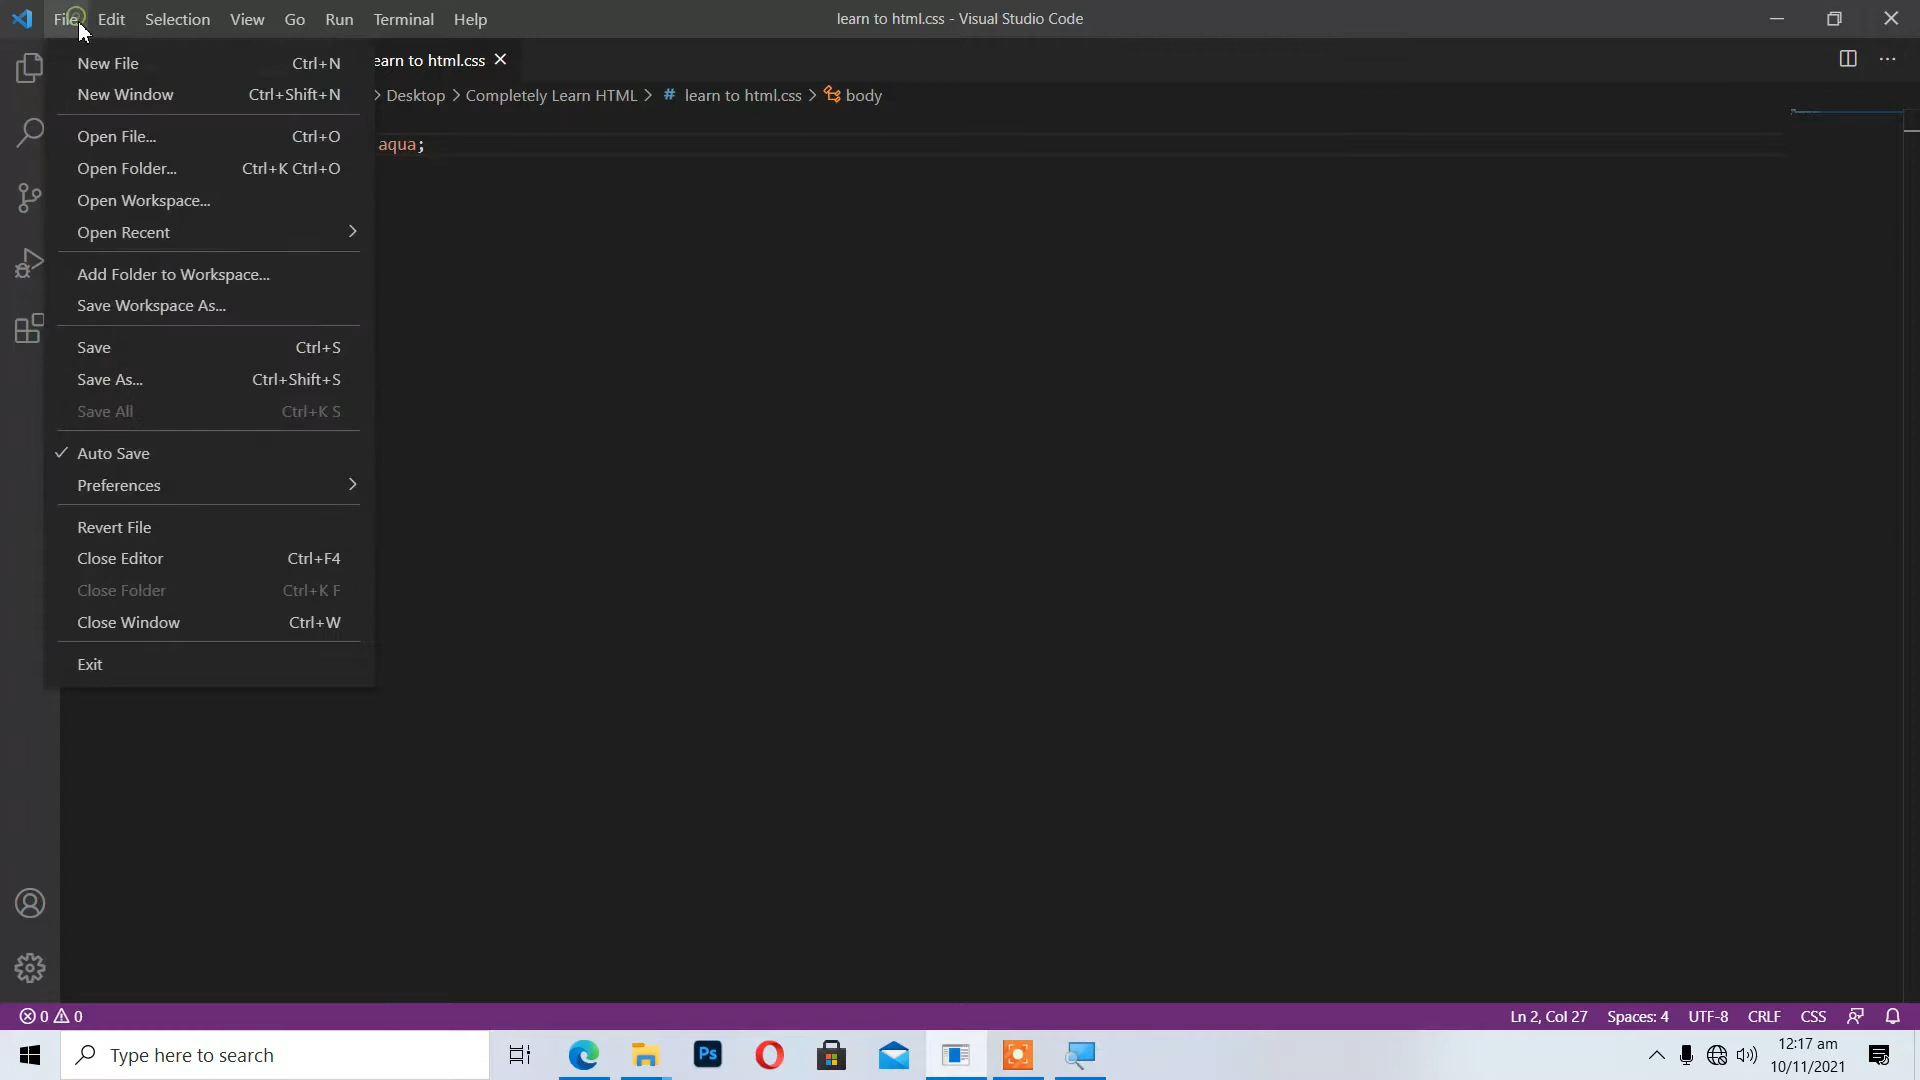 File Edit Selection View Go Run Terminal Help learn to html.css - Visual Studio Code
earn to html.css
Desktop Completely Learn HTML # learn to html.css body
aqua;
New File Ctrl+N
New Window Ctrl+Shift+N
Open File... Ctrl+O
Open Folder... Ctrl+K Ctrl+O
Open Workspace...
Open Recent
Add Folder to Workspace...
Save Workspace As...
Save Ctrl+S
Save As... Ctrl+Shift+S
Save All Ctrl+K S
Auto Save
Preferences
Revert File
Close Editor Ctrl+F4
Close Folder Ctrl+K F
Close Window Ctrl+W
Exit
0 0 Ln 2, Col 27 Spaces: 4 UTF-8 CRLF CSS
Type here to search
Ps
12:17 am
10/11/2021